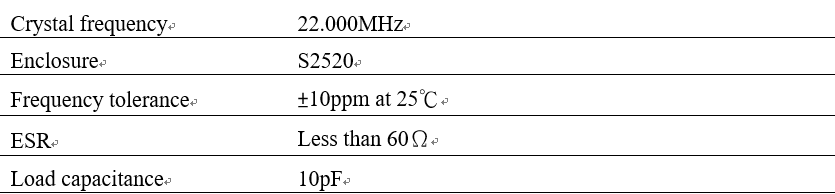 Crystal frequency 22.000MHz
Enclosure S2520
Frequency tolerance ±10ppm at 25℃
ESR Less than 60Ω
Load capacitance 10pF